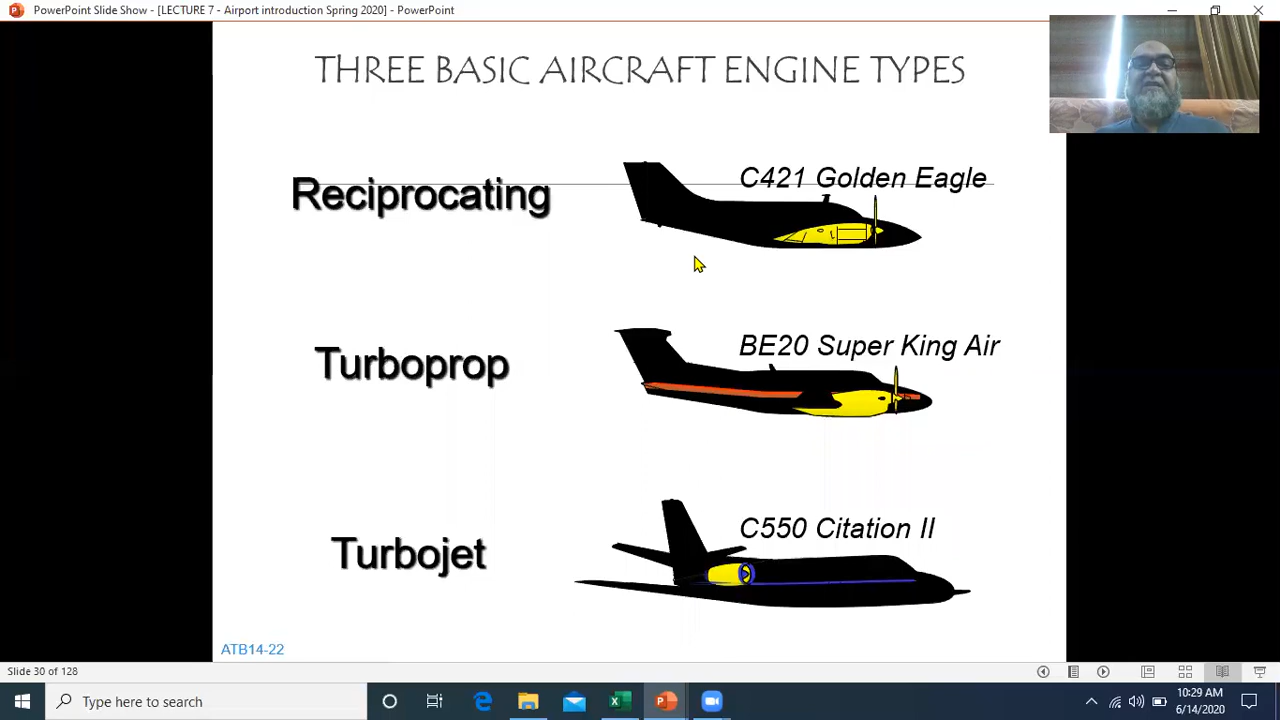 PowerPoint Slide Show - [LECTURE 7 - Airport introduction Spring 2020] - PowerPoint
THREE BASIC AIRCRAFT ENGINE TYPES
Reciprocating
C421 Golden Eagle
Turboprop
BE20 Super King Air
Turbojet
C550 Citation II
ATB14-22
Slide 30 of 128
Type here to search
10:29 AM
6/14/2020